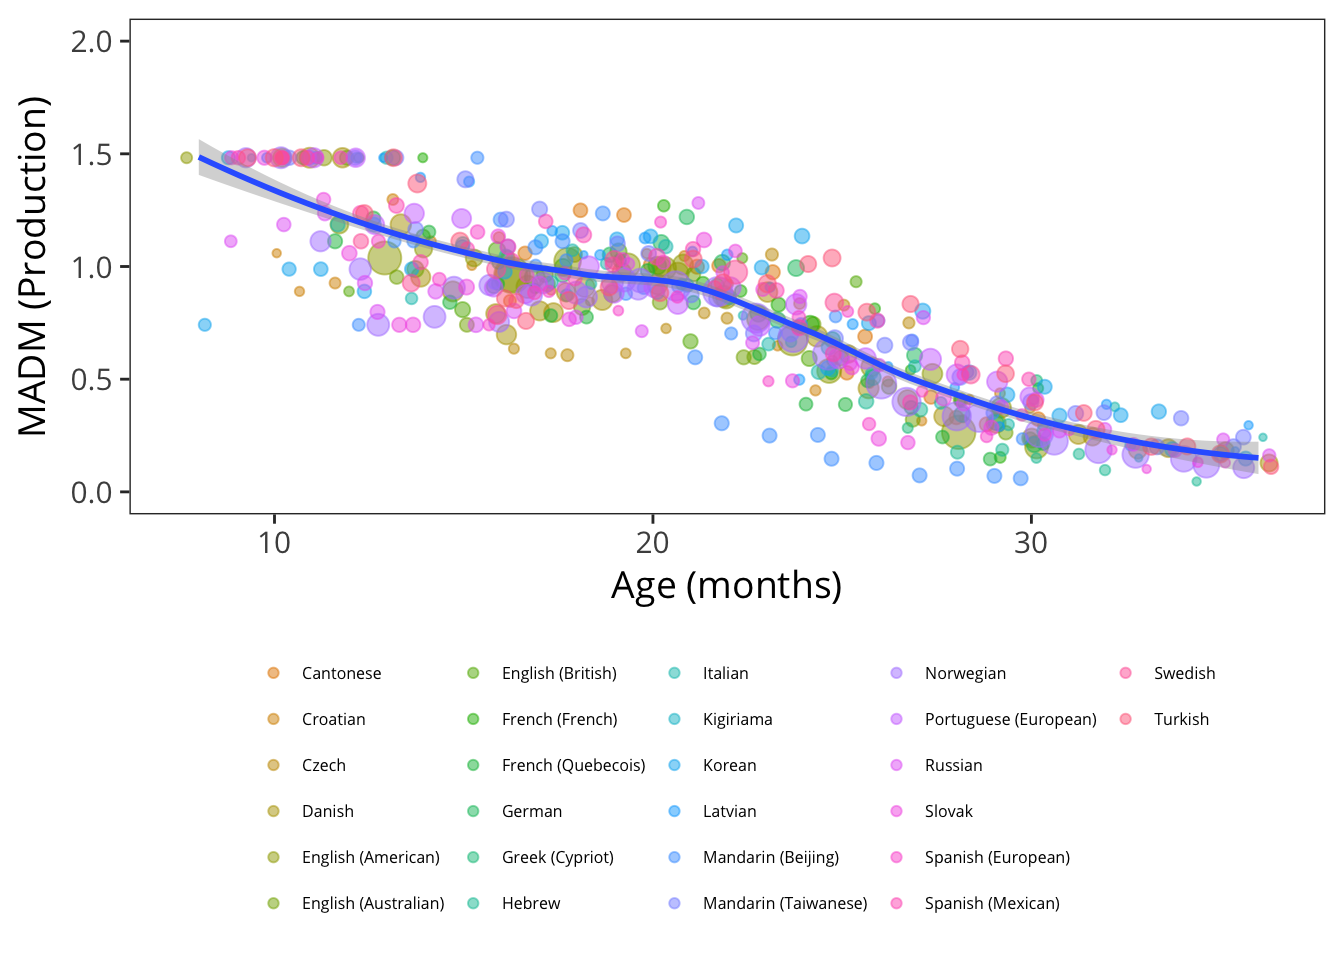 2.0
1.5
1.0
0.5
0.0
MADM (Production)
10 20 30
Age (months)
Cantonese English (British) Italian Norwegian Swedish
Croatian French (French) Kigiriama Portuguese (European) Turkish
Czech French (Quebecois) Korean Russian
Danish German Latvian Slovak
English (American) Greek (Cypriot) Mandarin (Beijing) Spanish (European)
English (Australian) Hebrew Mandarin (Taiwanese) Spanish (Mexican)